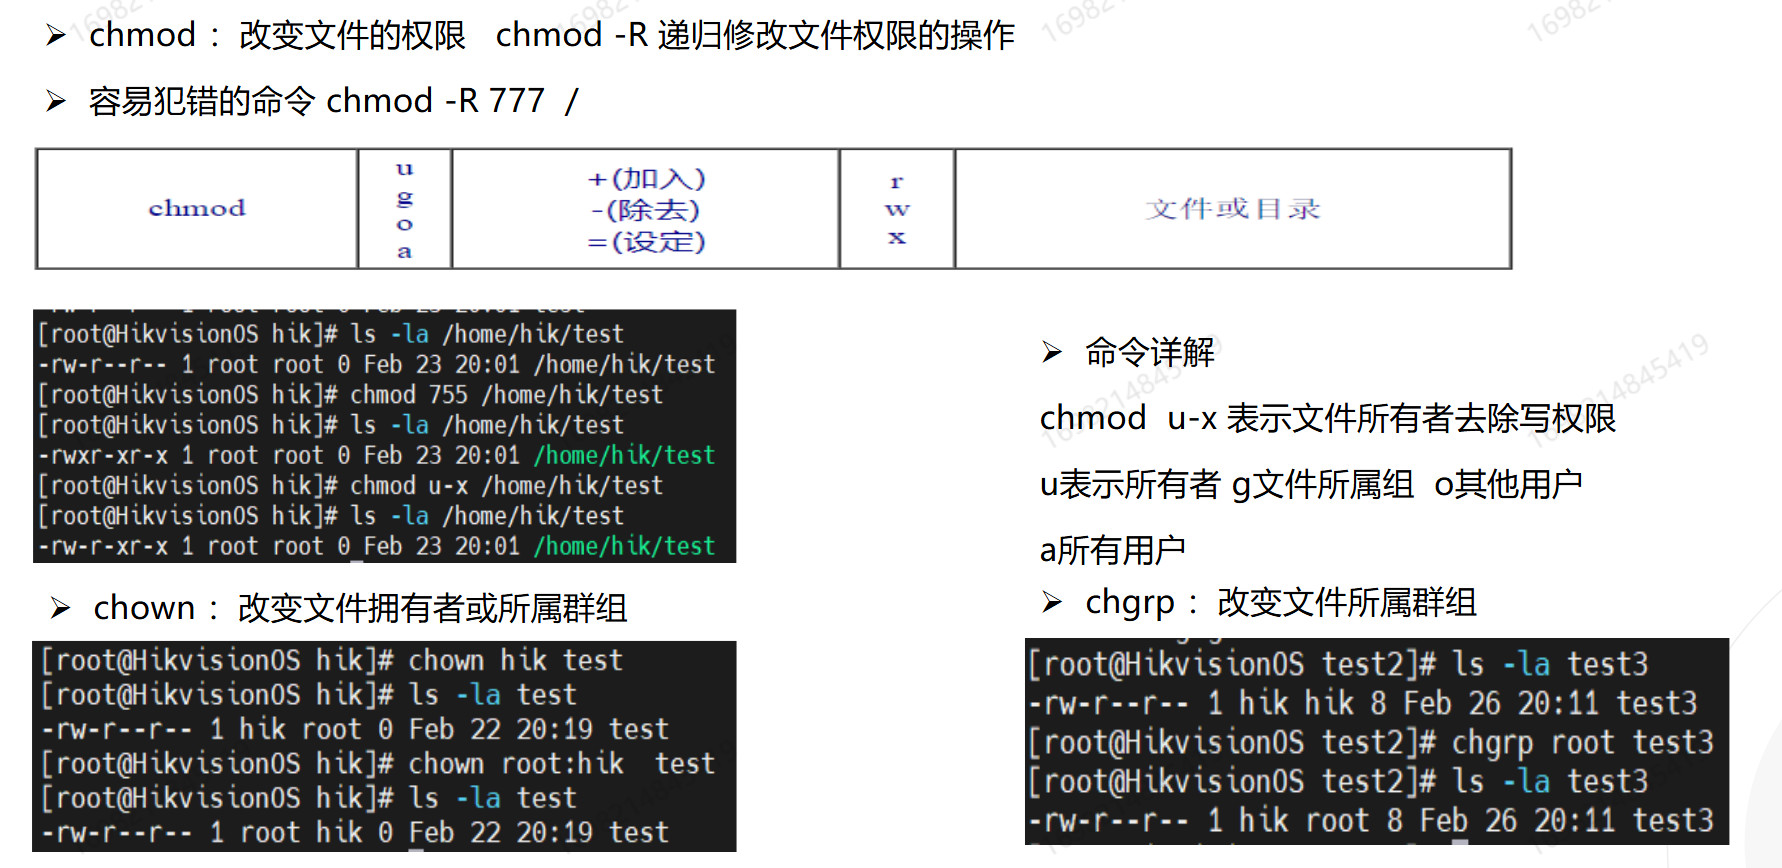 ➢ chmod： 改变文件的权限 chmod -R 递归修改文件权限的操作
➢ 容易犯错的命令 chmod -R 777 /
chmod
u
g
o
a
+(加入)
-(除去)
=(设定)
r
w
x
文件或目录
[root@HikvisionOS hik]# ls -la /home/hik/test
-rw-r--r-- 1 root root 0 Feb 23 20:01 /home/hik/test
[root@HikvisionOS hik]# chmod 755 /home/hik/test
[root@HikvisionOS hik]# ls -la /home/hik/test
-rwxr-xr-x 1 root root 0 Feb 23 20:01 /home/hik/test
[root@HikvisionOS hik]# chmod u-x /home/hik/test
[root@HikvisionOS hik]# ls -la /home/hik/test
-rw-r-xr-x 1 root root 0 Feb 23 20:01 /home/hik/test
➢ 命令详解
chmod u-x 表示文件所有者去除写权限
u表示所有者 g文件所属组 o其他用户
a所有用户
➢ chown： 改变文件拥有者或所属群组
[root@HikvisionOS hik]# chown hik test
[root@HikvisionOS hik]# ls -la test
-rw-r--r-- 1 hik root 0 Feb 22 20:19 test
[root@HikvisionOS hik]# chown root:hik  test
[root@HikvisionOS hik]# ls -la test
-rw-r--r-- 1 root hik 0 Feb 22 20:19 test
➢ chgrp： 改变文件所属群组
[root@HikvisionOS test2]# ls -la test3
-rw-r--r-- 1 hik hik 8 Feb 26 20:11 test3
[root@HikvisionOS test2]# chgrp root test3
[root@HikvisionOS test2]# ls -la test3
-rw-r--r-- 1 hik root 8 Feb 26 20:11 test3